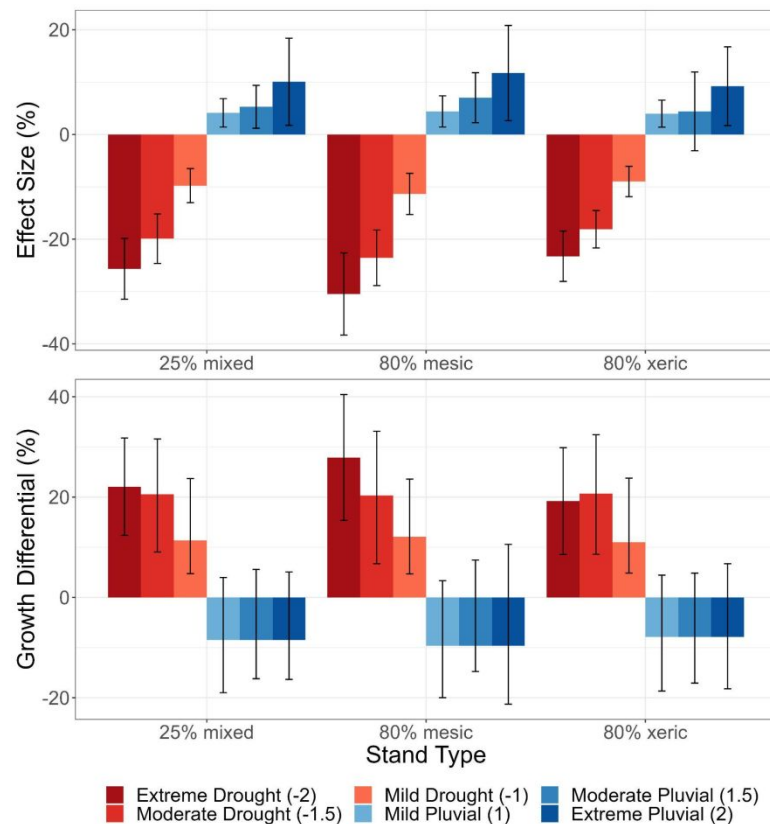 Effect Size (%)
20
0
-20
-40
25% mixed 80% mesic 80% xeric
Growth Differential (%)
40
20
0
-20
25% mixed 80% mesic 80% xeric
Stand Type
Extreme Drought (-2) Mild Drought (-1) Moderate Pluvial (1.5)
Moderate Drought (-1.5) Mild Pluvial (1) Extreme Pluvial (2)